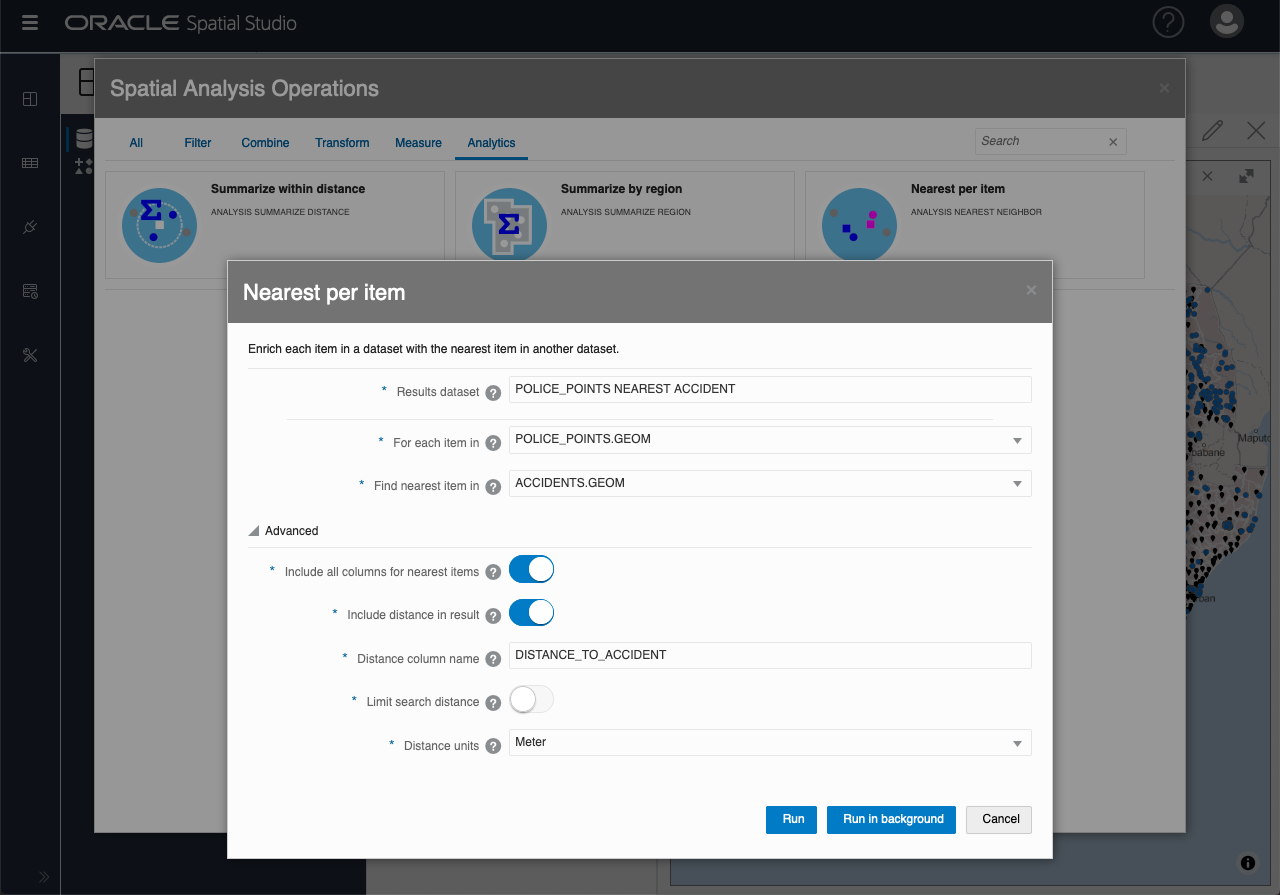 ORACLE Spatial Studio
Spatial Analysis Operations
All Filter Combine Transform Measure Analytics
Search
Summarize within distance
ANALYSIS SUMMARIZE DISTANCE
Summarize by region
ANALYSIS SUMMARIZE REGION
Nearest per item
ANALYSIS NEAREST NEIGHBOR
Nearest per item
Enrich each item in a dataset with the nearest item in another dataset.
* Results dataset ? POLICE_POINTS NEAREST ACCIDENT
* For each item in ? POLICE_POINTS.GEOM
* Find nearest item in ? ACCIDENTS.GEOM
Advanced
* Include all columns for nearest items ?
* Include distance in result ?
* Distance column name ? DISTANCE_TO_ACCIDENT
* Limit search distance ?
* Distance units ? Meter
Run Run in background Cancel